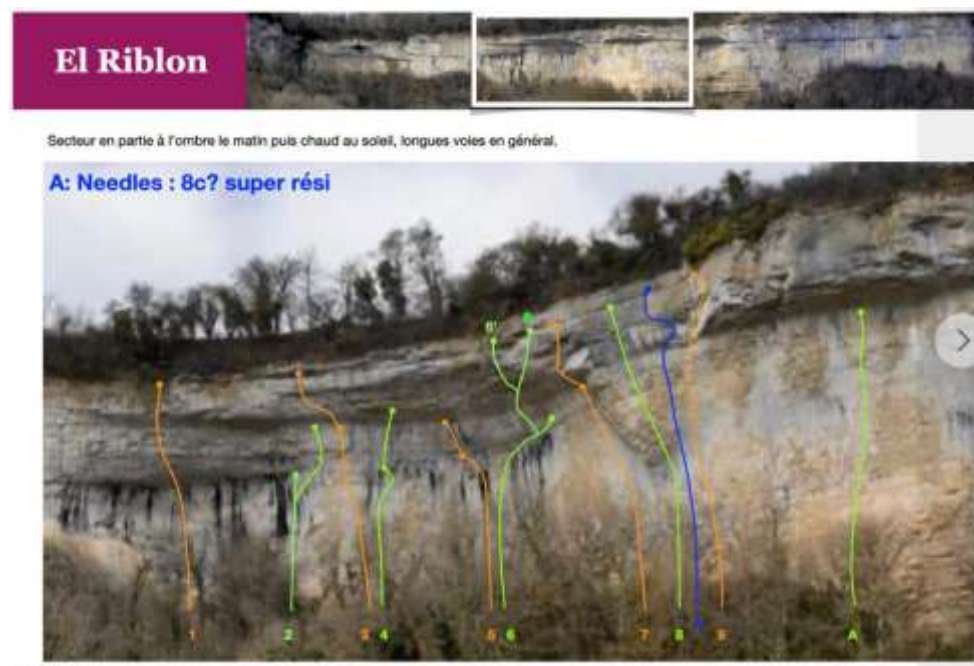 El Riblon
Secteur en partie à l'ombre le matin puis chaud au soleil, longues voies en général.
A: Needles : 8c? super rési
6'
1
2
3
4
5
6
7
8
9
A